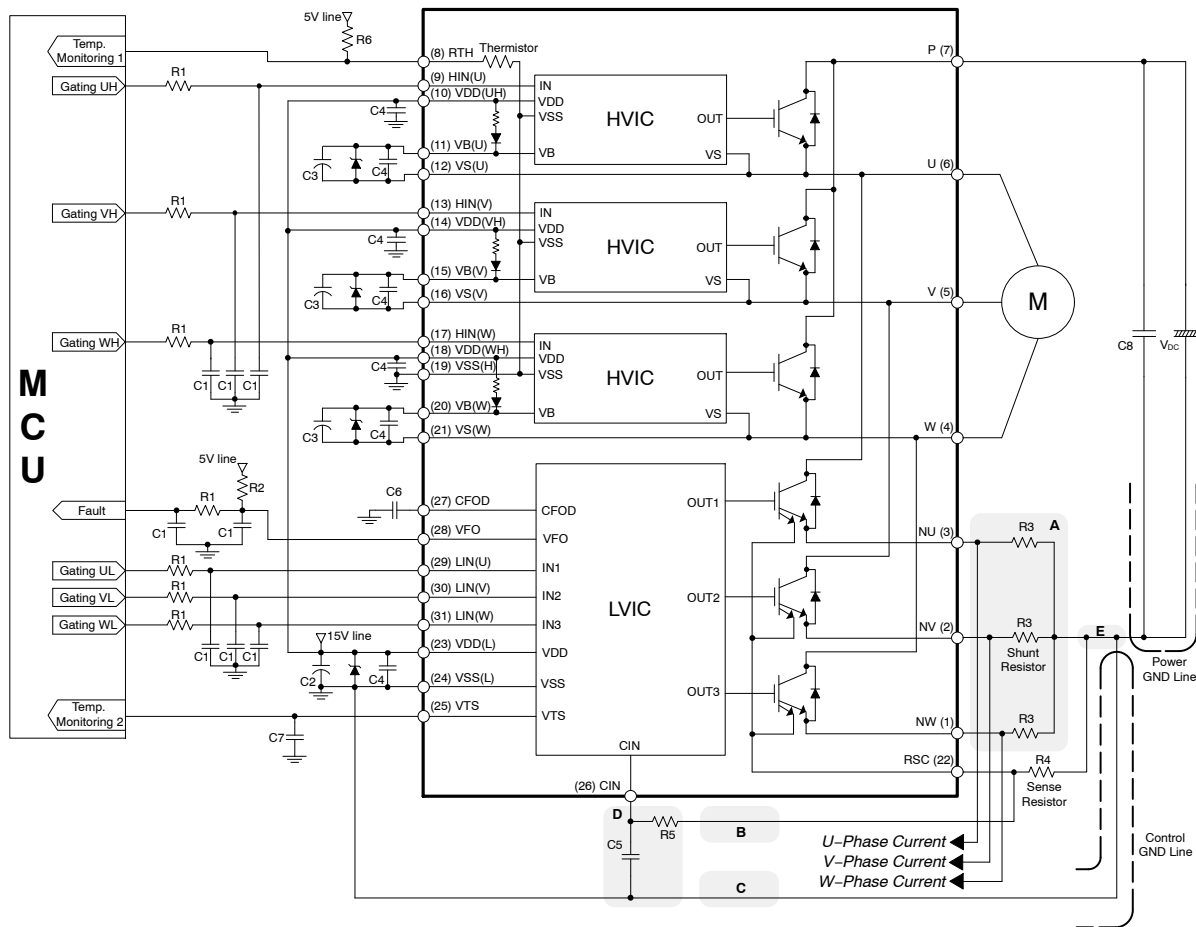 5V line
R6
Temp.
Monitoring 1
(8) RTH
Thermistor
P (7)
Gating UH
R1
(9) HIN(U)
(10) VDD(UH)
C4
IN
VDD
VSS
HVIC
OUT
VS
VB
(11) VB(U)
(12) VS(U)
C3
C4
U (6)
Gating VH
R1
(13) HIN(V)
(14) VDD(VH)
C4
IN
VDD
VSS
HVIC
OUT
VS
VB
(15) VB(V)
(16) VS(V)
C3
C4
V (5)
M
Gating WH
R1
(17) HIN(W)
(18) VDD(WH)
(19) VSS(H)
C4
IN
VDD
VSS
HVIC
OUT
VS
VB
C1
C1
C1
(20) VB(W)
(21) VS(W)
C3
C4
W (4)
C8
VDC
MCU
5V line
R2
Fault
R1
C1
C1
C6
(27) CFOD
CFOD
(28) VFO
VFO
OUT1
NU (3)
R3
A
Gating UL
R1
(29) LIN(U)
IN1
Gating VL
R1
(30) LIN(V)
IN2
LVIC
OUT2
Gating WL
R1
(31) LIN(W)
IN3
NV (2)
R3
Shunt
Resistor
E
Power
GND Line
C1
C1
C1
15V line
(23) VDD(L)
VDD
C2
C4
(24) VSS(L)
VSS
OUT3
Temp.
Monitoring 2
(25) VTS
VTS
C7
NW (1)
R3
CIN
RSC (22)
R4
Sense
Resistor
(26) CIN
D
R5
B
C5
U−Phase Current
V−Phase Current
W−Phase Current
C
Control
GND Line